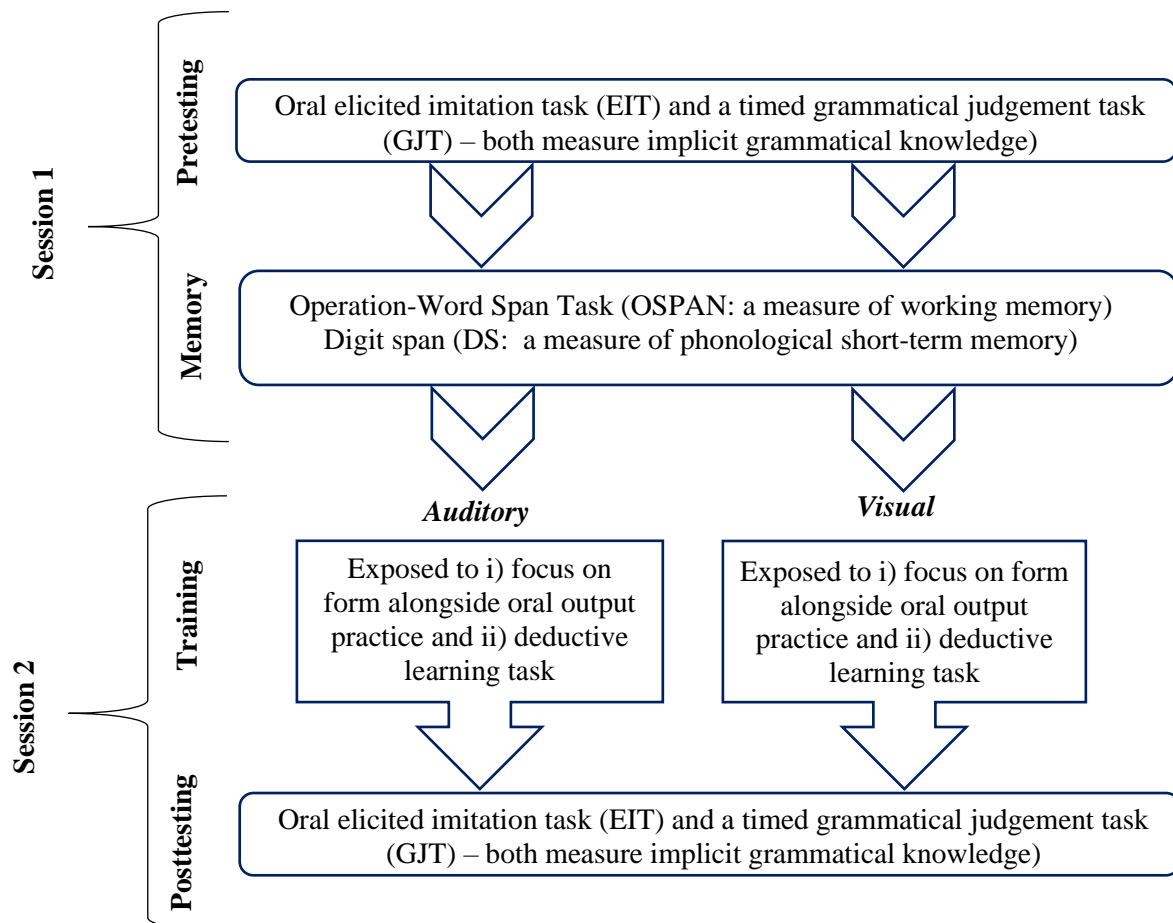 Session 1
Pretesting
Oral elicited imitation task (EIT) and a timed grammatical judgement task
(GJT) – both measure implicit grammatical knowledge)
Memory
Operation-Word Span Task (OSPAN: a measure of working memory)
Digit span (DS: a measure of phonological short-term memory)
Session 2
Training
Auditory
Exposed to i) focus on
form alongside oral output
practice and ii) deductive
learning task
Visual
Exposed to i) focus on form
alongside oral output
practice and ii) deductive
learning task
Posttesting
Oral elicited imitation task (EIT) and a timed grammatical judgement task
(GJT) – both measure implicit grammatical knowledge)